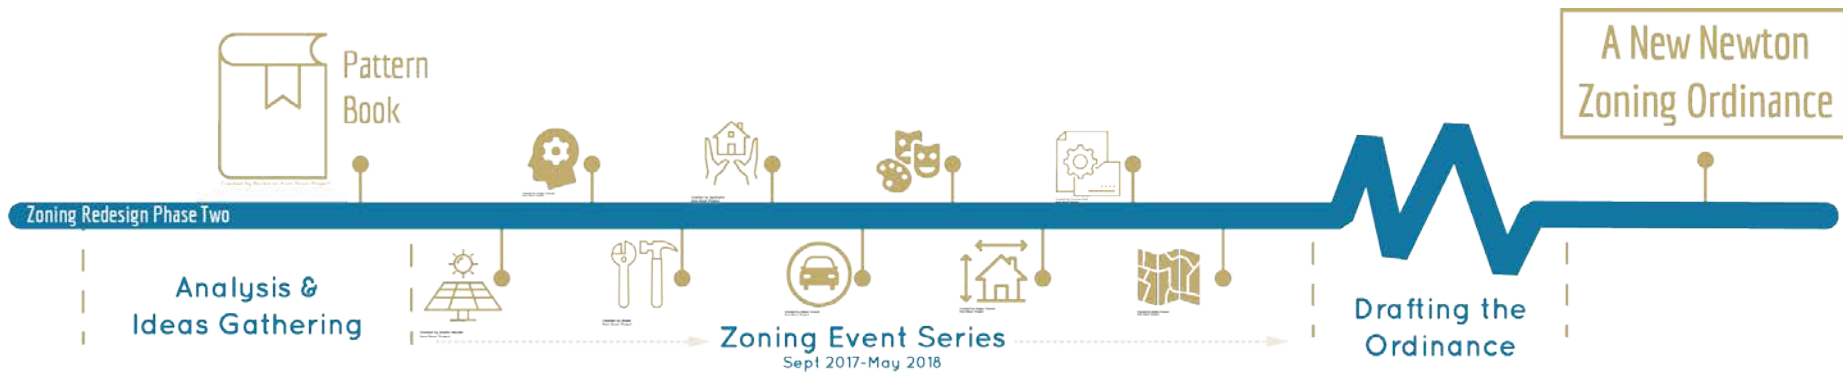 Pattern
Book
A New Newton
Zoning Ordinance
Zoning Redesign Phase Two
Analysis &
Ideas Gathering
Zoning Event Series
Sept 2017-May 2018
Drafting the
Ordinance